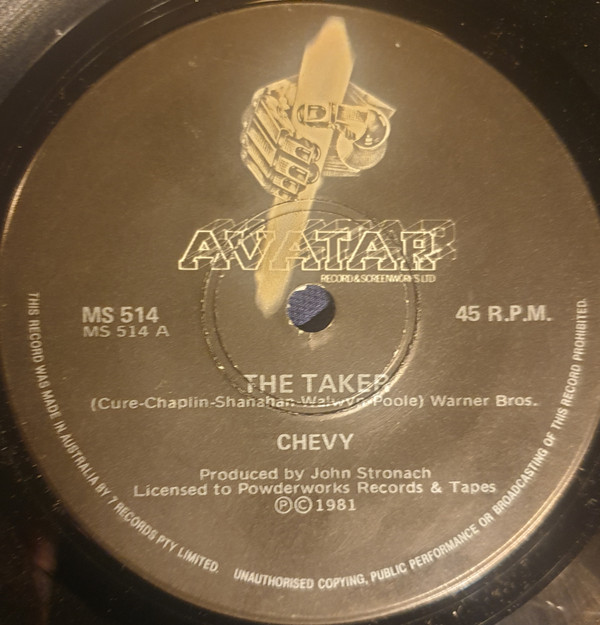 AVATAR
RECORD & SCREENWORKS LTD
MS 514
MS 514 A
45 R.P.M.
THE TAKER
(Cure-Chaplin-Shanahan-Walwyn-Poole) Warner Bros.
CHEVY
Produced by John Stronach
Licensed to Powderworks Records & Tapes
ⓅⒸ1981
THIS RECORD WAS MADE IN AUSTRALIA BY 7 RECORDS PTY LIMITED. UNAUTHORISED COPYING, PUBLIC PERFORMANCE OR BROADCASTING OF THIS RECORD PROHIBITED.